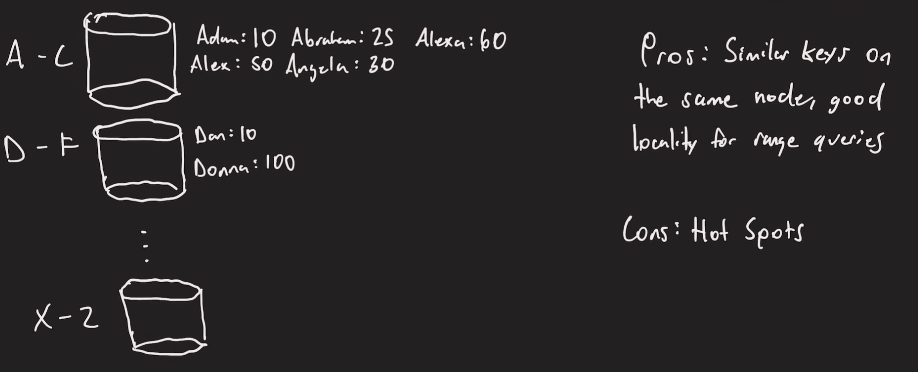 A - C
Adam: 10 Abraham: 25 Alexa: 60
Alex: 50 Angela: 30
D - F
Dan: 10
Donna: 100
X - Z
Pros: Similar keys on
the same node, good
locality for range queries
Cons: Hot Spots